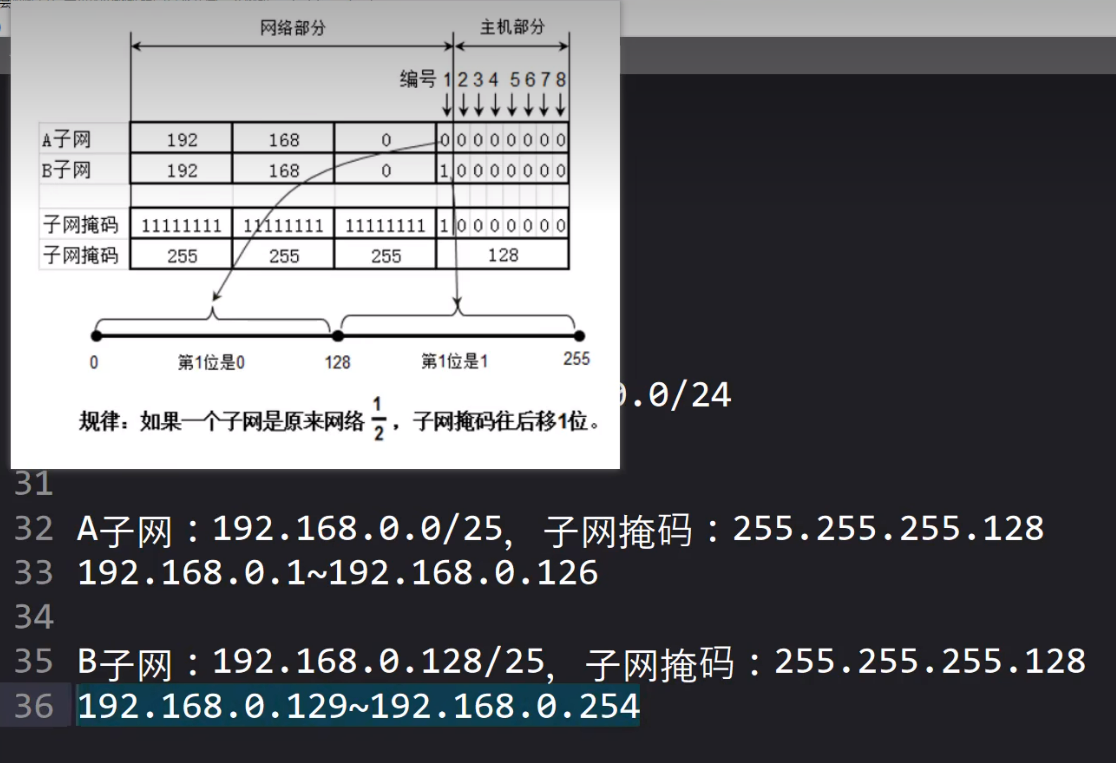 网络部分 主机部分
编号 1 2 3 4 5 6 7 8
A子网 192 168 0 0 0 0 0 0 0 0 0
B子网 192 168 0 1 0 0 0 0 0 0 0
子网掩码 11111111 11111111 11111111 1 0 0 0 0 0 0 0
子网掩码 255 255 255 128
0 第1位是0 128 第1位是1 255
规律：如果一个子网是原来网络 1/2，子网掩码往后移1位。
.0/24
31
32 A子网：192.168.0.0/25，子网掩码：255.255.255.128
33 192.168.0.1~192.168.0.126
34
35 B子网：192.168.0.128/25，子网掩码：255.255.255.128
36 192.168.0.129~192.168.0.254